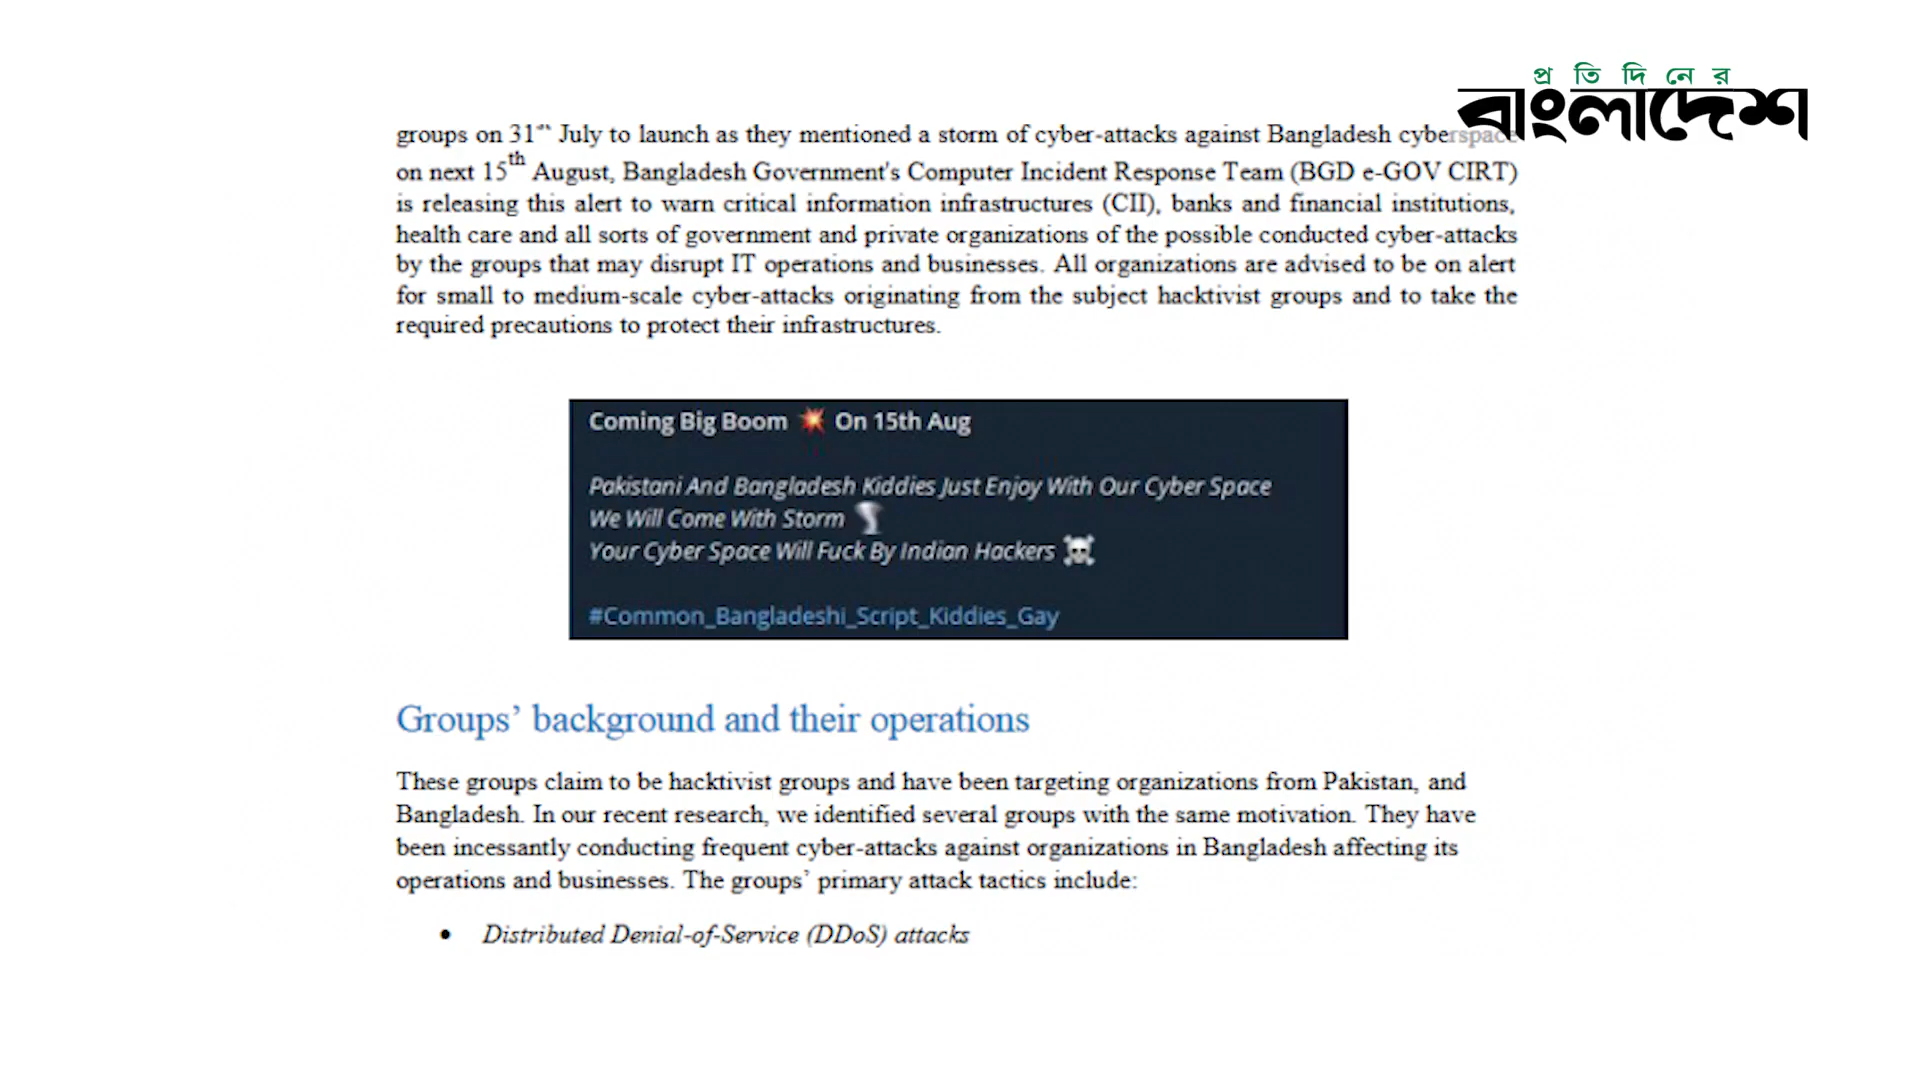 প্রতিদিনের
বাংলাদেশ
groups on 31st July to launch as they mentioned a storm of cyber-attacks against Bangladesh cyberspace
on next 15th August, Bangladesh Government's Computer Incident Response Team (BGD e-GOV CIRT)
is releasing this alert to warn critical information infrastructures (CII), banks and financial institutions,
health care and all sorts of government and private organizations of the possible conducted cyber-attacks
by the groups that may disrupt IT operations and businesses. All organizations are advised to be on alert
for small to medium-scale cyber-attacks originating from the subject hacktivist groups and to take the
required precautions to protect their infrastructures.
Coming Big Boom 💥 On 15th Aug
Pakistani And Bangladesh Kiddies Just Enjoy With Our Cyber Space
We Will Come With Storm 🌪
Your Cyber Space Will Fuck By Indian Hackers ☠
#Common_Bangladeshi_Script_Kiddies_Gay
Groups’ background and their operations
These groups claim to be hacktivist groups and have been targeting organizations from Pakistan, and
Bangladesh. In our recent research, we identified several groups with the same motivation. They have
been incessantly conducting frequent cyber-attacks against organizations in Bangladesh affecting its
operations and businesses. The groups’ primary attack tactics include:
• Distributed Denial-of-Service (DDoS) attacks